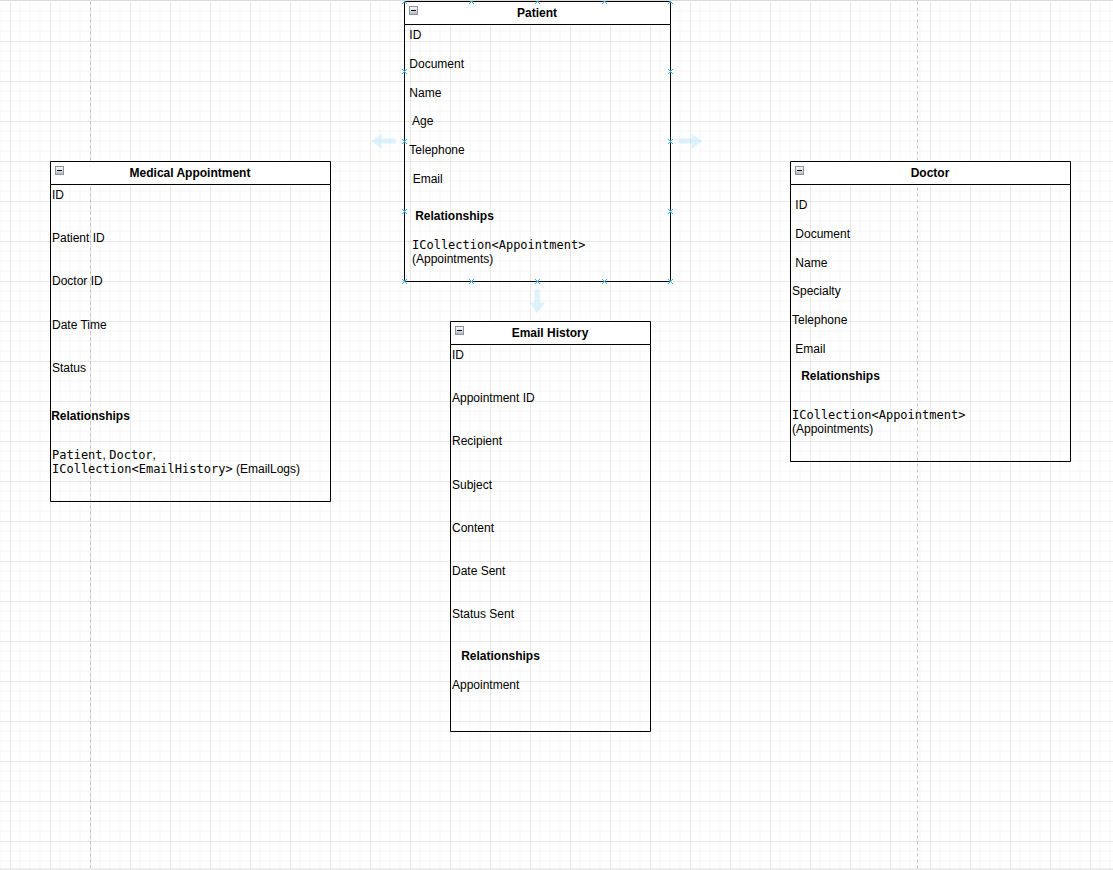 Patient
ID
Document
Name
Age
Telephone
Email
Relationships
ICollection<Appointment>
(Appointments)
Medical Appointment
ID
Patient ID
Doctor ID
Date Time
Status
Relationships
Patient, Doctor,
ICollection<EmailHistory> (EmailLogs)
Email History
ID
Appointment ID
Recipient
Subject
Content
Date Sent
Status Sent
Relationships
Appointment
Doctor
ID
Document
Name
Specialty
Telephone
Email
Relationships
ICollection<Appointment>
(Appointments)